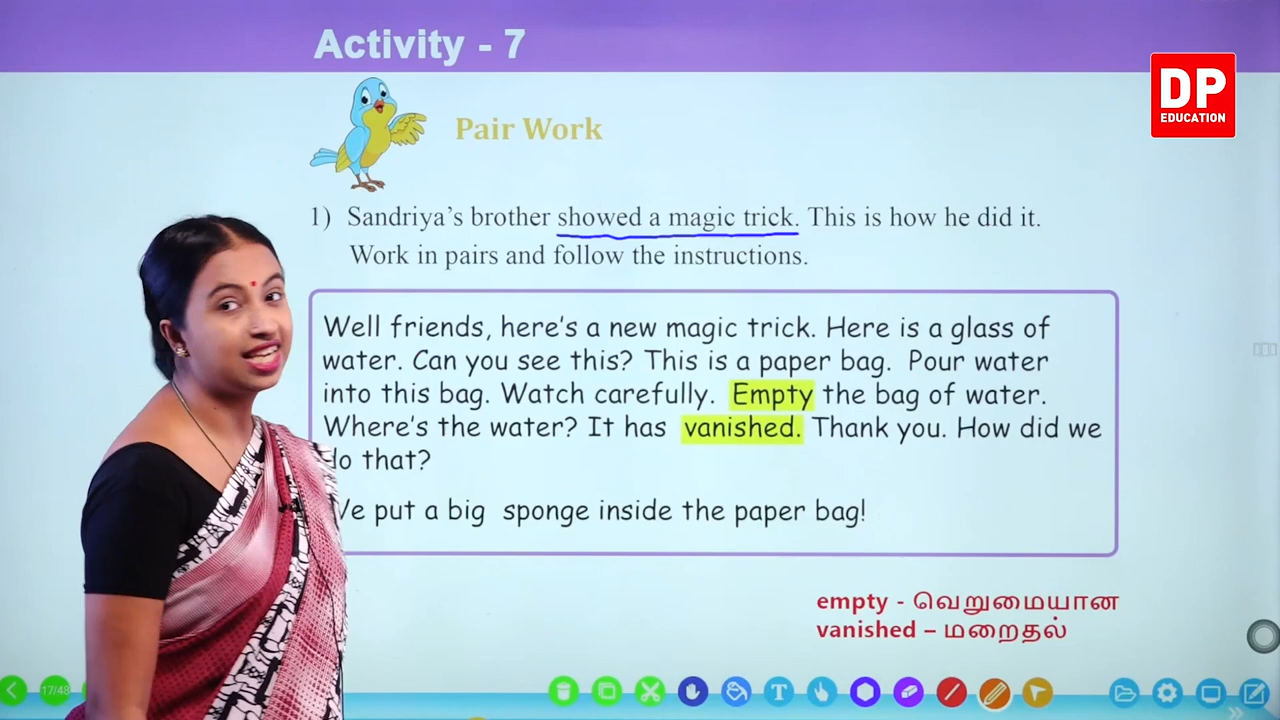 Activity - 7
DP
EDUCATION
Pair Work
1) Sandriya's brother showed a magic trick. This is how he did it.
Work in pairs and follow the instructions.
Well friends, here's a new magic trick. Here is a glass of
water. Can you see this? This is a paper bag. Pour water
into this bag. Watch carefully. Empty the bag of water.
Where's the water? It has vanished. Thank you. How did we
do that?
We put a big sponge inside the paper bag!
empty - வெறுமையான
vanished – மறைதல்
17/48
T